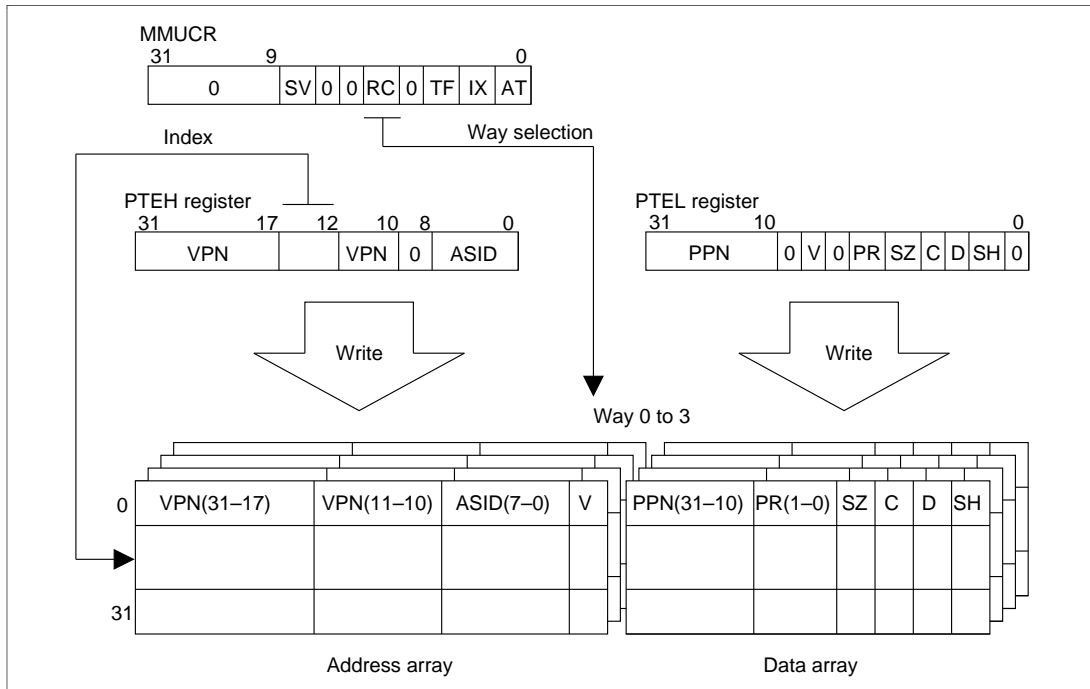 MMUCR
31 9 0
0 SV 0 0 RC 0 TF IX AT
Index
Way selection
PTEH register
31 17 12 10 8 0
VPN VPN 0 ASID
PTEL register
31 10 0
PPN 0 V 0 PR SZ C D SH 0
Write
Write
Way 0 to 3
0 VPN(31–17) VPN(11–10) ASID(7–0) V PPN(31–10) PR(1–0) SZ C D SH
31
Address array
Data array